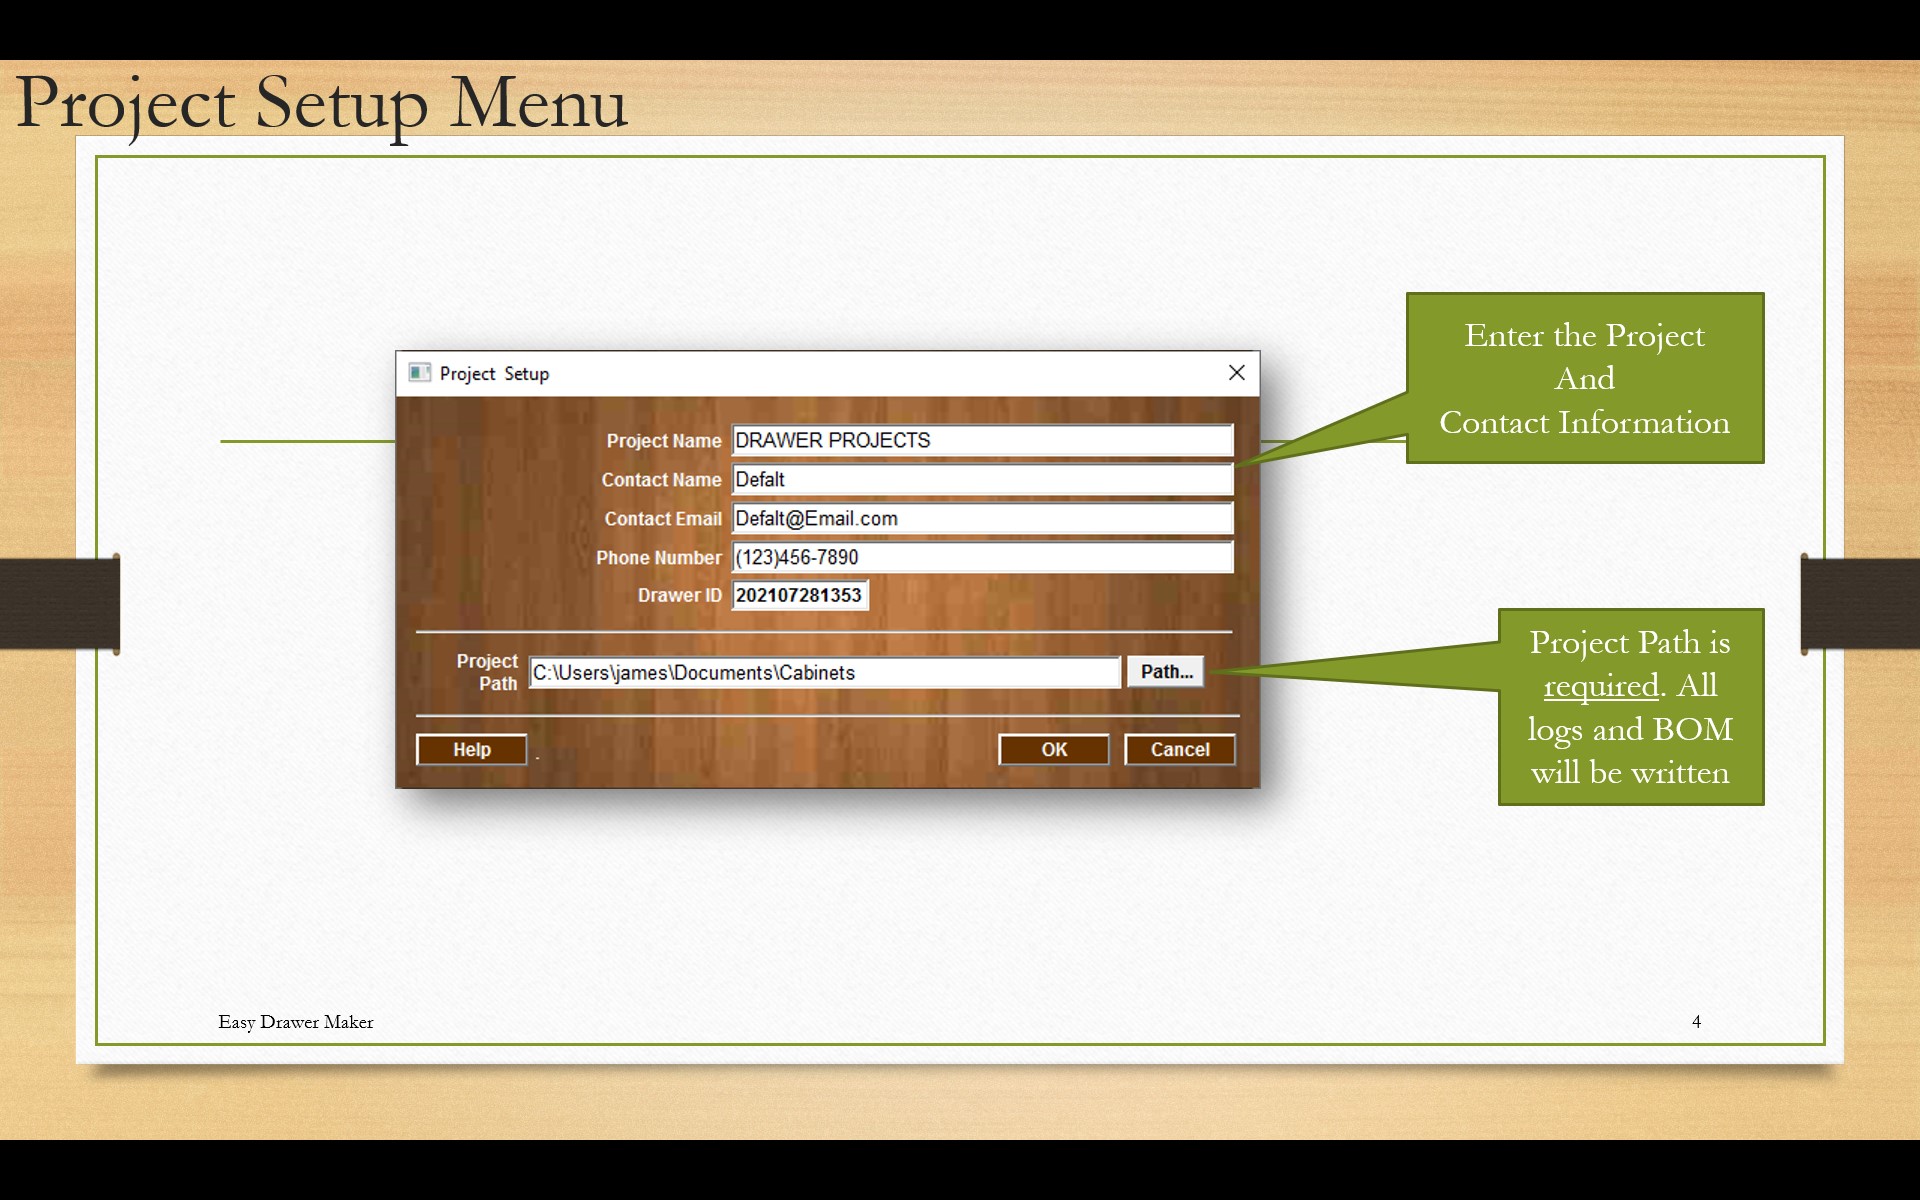 Project Setup Menu
Project Setup
Project Name DRAWER PROJECTS
Contact Name Defalt
Contact Email Defalt@Email.com
Phone Number (123)456-7890
Drawer ID 202107281353
Project
Path C:\Users\james\Documents\Cabinets Path...
Help . OK Cancel
Enter the Project
And
Contact Information
Project Path is
required. All
logs and BOM
will be written
Easy Drawer Maker 4